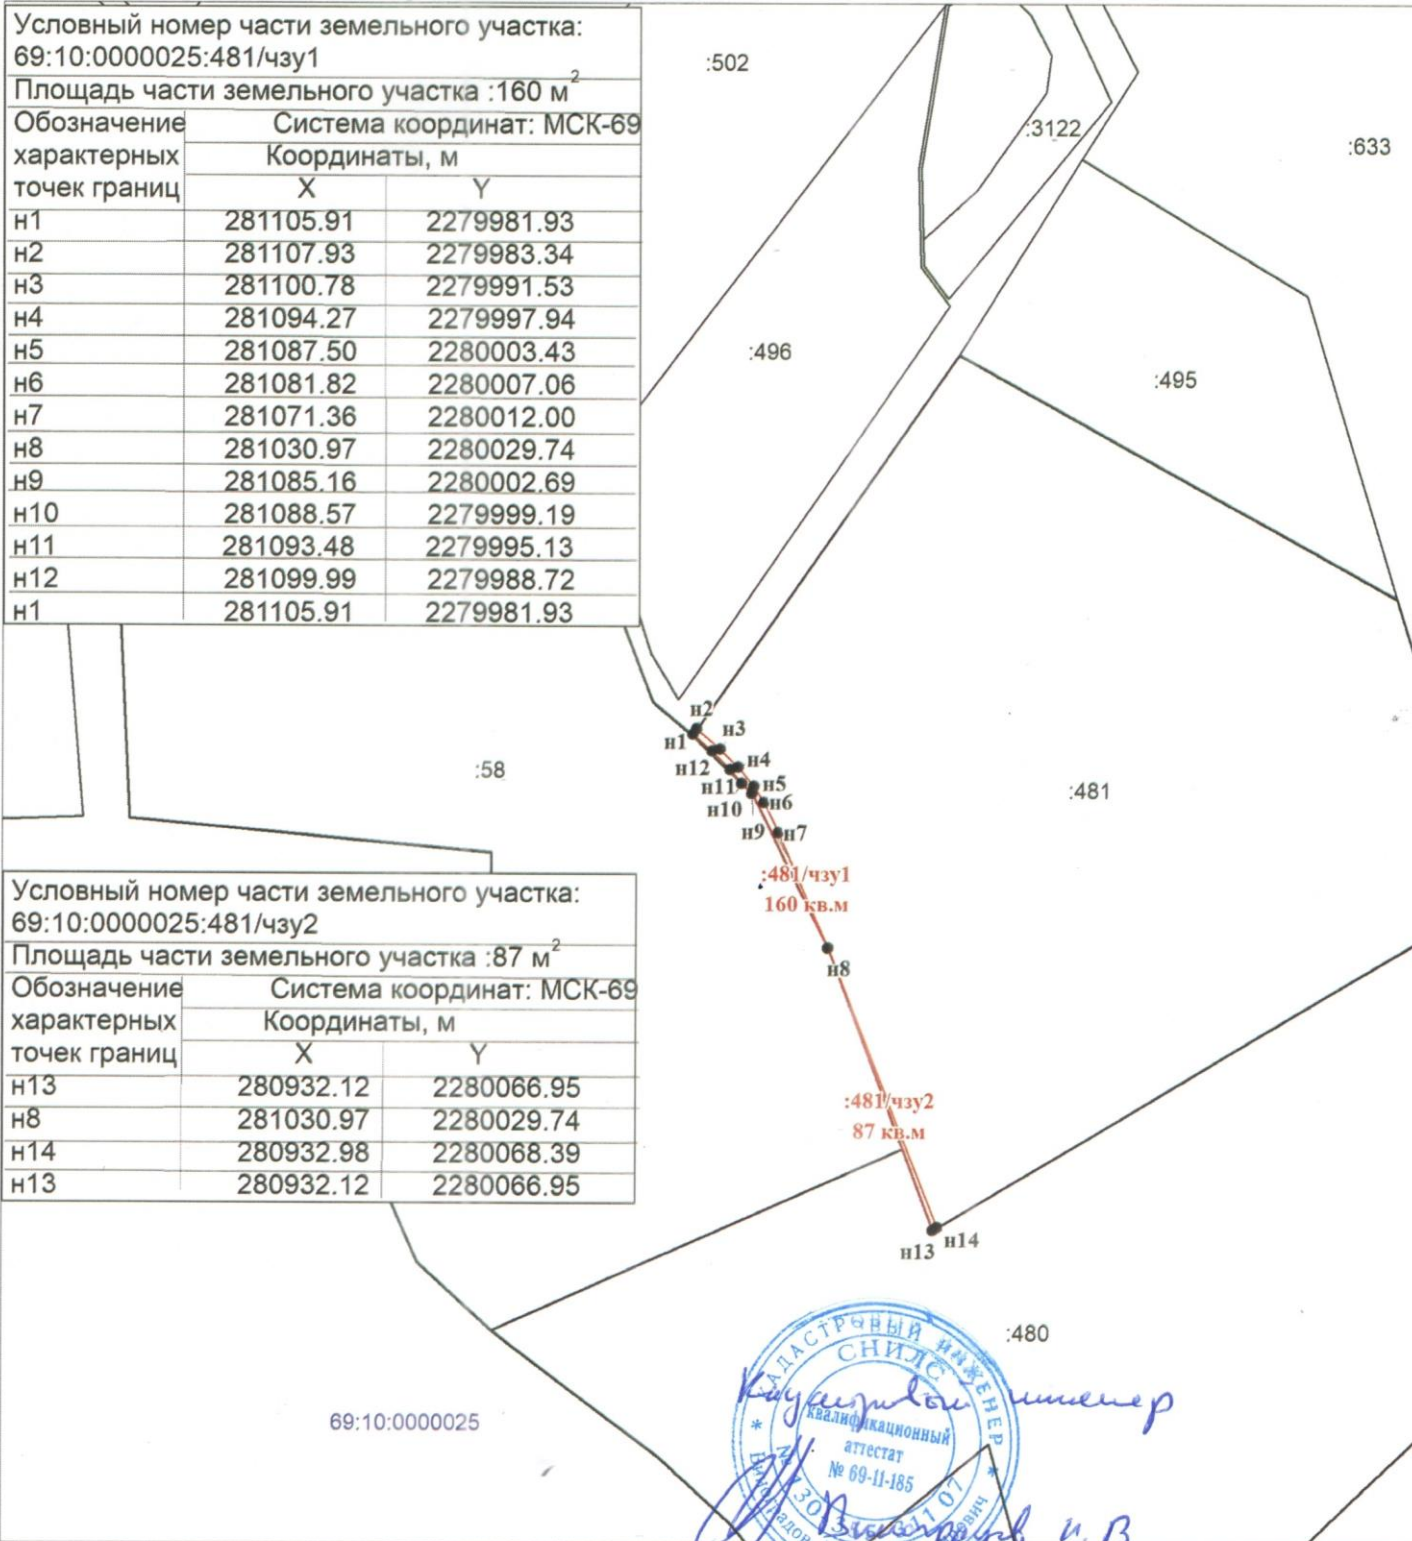 Условный номер части земельного участка:
69:10:0000025:481/чзу1
Площадь части земельного участка :160 м²
Обозначение характерных точек границ
Система координат: МСК-69
Координаты, м
X Y
н1 281105.91 2279981.93
н2 281107.93 2279983.34
н3 281100.78 2279991.53
н4 281094.27 2279997.94
н5 281087.50 2280003.43
н6 281081.82 2280007.06
н7 281071.36 2280012.00
н8 281030.97 2280029.74
н9 281085.16 2280002.69
н10 281088.57 2279999.19
н11 281093.48 2279995.13
н12 281099.99 2279988.72
н1 281105.91 2279981.93
:502
:3122
:633
:496
:495
н2
н1
н3
н12
н4
н11
н5
н10
н6
н9
н7
:58
:481
:481/чзу1
160 кв.м
н8
Условный номер части земельного участка:
69:10:0000025:481/чзу2
Площадь части земельного участка :87 м²
Обозначение характерных точек границ
Система координат: МСК-69
Координаты, м
X Y
н13 280932.12 2280066.95
н8 281030.97 2280029.74
н14 280932.98 2280068.39
н13 280932.12 2280066.95
:481/чзу2
87 кв.м
н13
н14
:480
69:10:0000025
КАДАСТРОВЫЙ ИНЖЕНЕР
СНИЛС
Кадастровый инженер
квалификационный
аттестат
№ 69-11-185